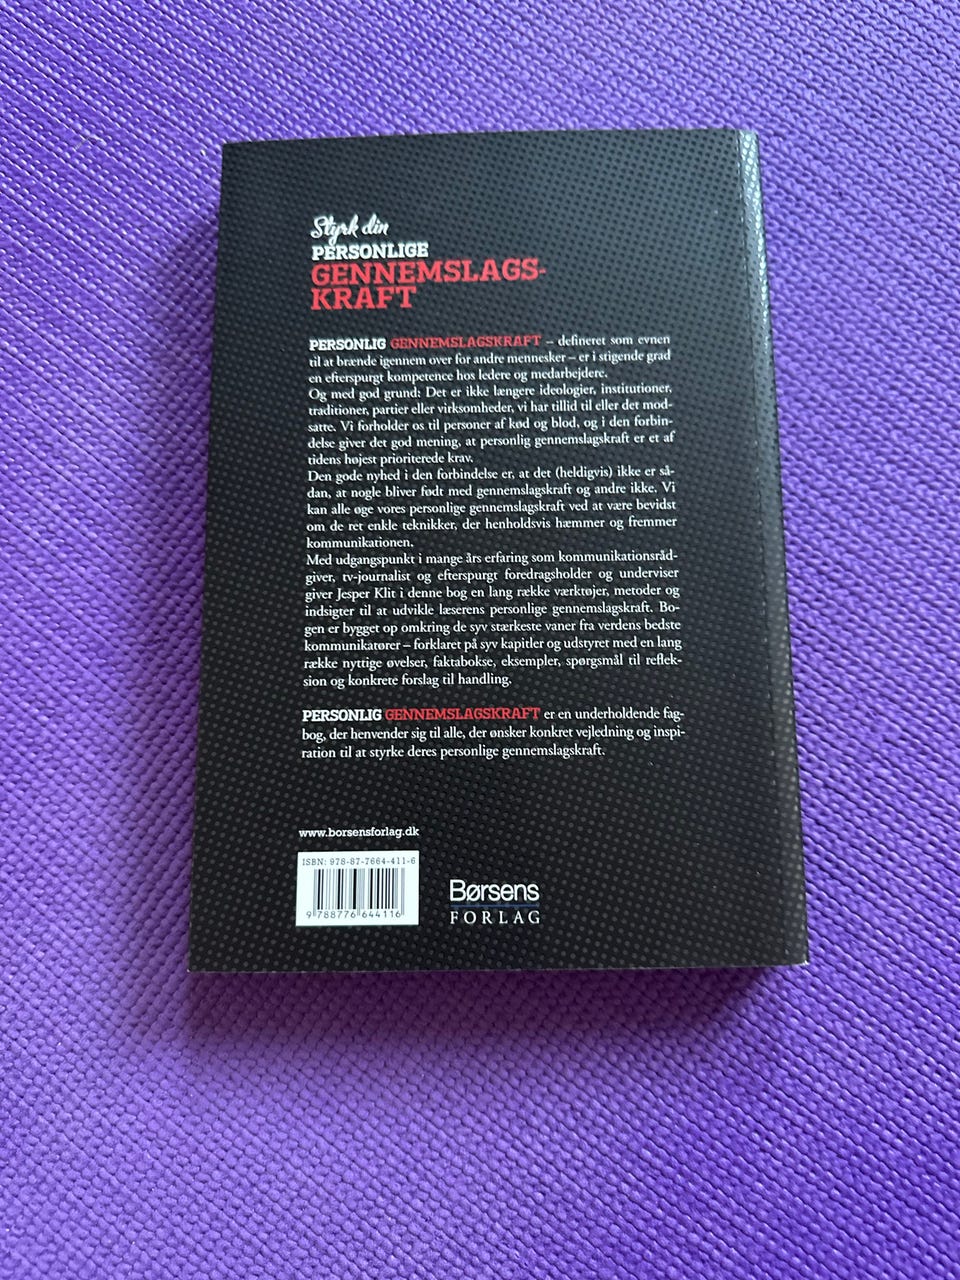 Styrk din
PERSONLIGE
GENNEMSLAGS-
KRAFT
PERSONLIG GENNEMSLAGSKRAFT – defineret som evnen
til at brænde igennem over for andre mennesker – er i stigende grad
en efterspurgt kompetence hos ledere og medarbejdere.
Og med god grund: Det er ikke længere ideologier, institutioner,
traditioner, partier eller virksomheder, vi har tillid til eller det mod-
satte. Vi forholder os til personer af kød og blod, og i den forbin-
delse giver det god mening, at personlig gennemslagskraft er et af
tidens højest prioriterede krav.
Den gode nyhed i den forbindelse er, at det (heldigvis) ikke er så-
dan, at nogle bliver født med gennemslagskraft og andre ikke. Vi
kan alle øge vores personlige gennemslagskraft ved at være bevidst
om de ret enkle teknikker, der henholdsvis hæmmer og fremmer
kommunikationen.
Med udgangspunkt i mange års erfaring som kommunikationsråd-
giver, tv-journalist og efterspurgt foredragsholder og underviser
giver Jesper Klit i denne bog en lang række værktøjer, metoder og
indsigter til at udvikle læserens personlige gennemslagskraft. Bo-
gen er bygget op omkring de syv stærkeste vaner fra verdens bedste
kommunikatører – forklaret på syv kapitler og udstyret med en lang
række nyttige øvelser, faktabokse, eksempler, spørgsmål til reflek-
sion og konkrete forslag til handling.
PERSONLIG GENNEMSLAGSKRAFT er en underholdende fag-
bog, der henvender sig til alle, der ønsker konkret vejledning og inspi-
ration til at styrke deres personlige gennemslagskraft.
www.borsensforlag.dk
ISBN: 978-87-7664-411-6
9 788776 644116
Børsens
FORLAG